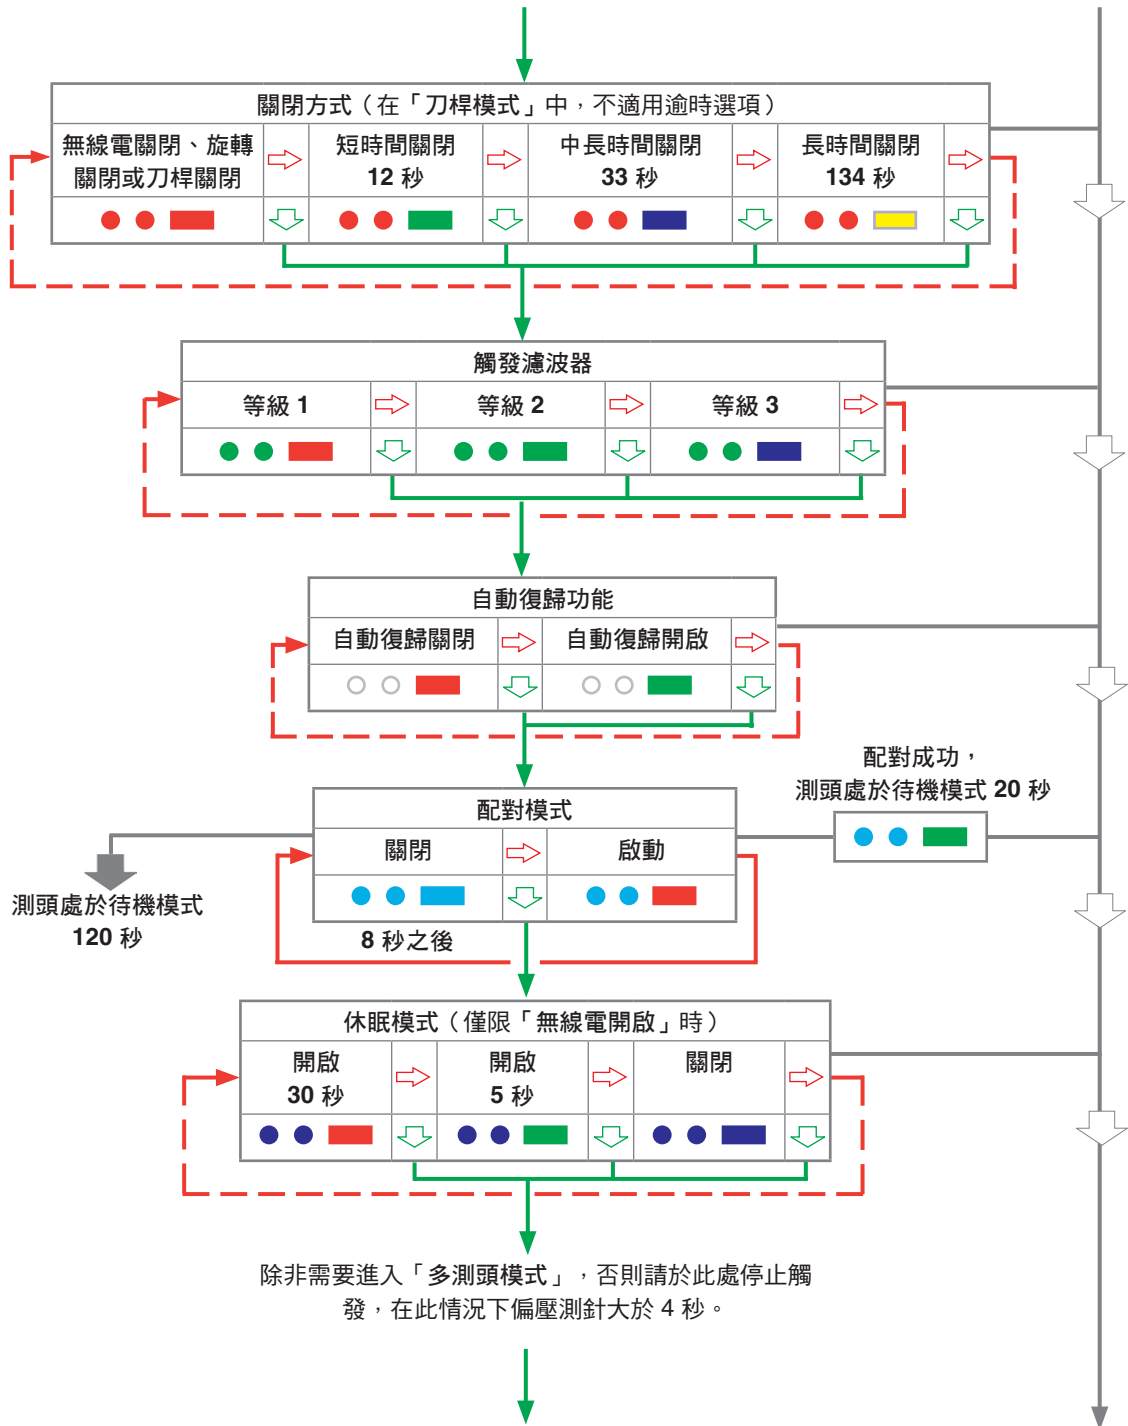 關閉方式（在「刀桿模式」中，不適用逾時選項）
無線電關閉、旋轉
關閉或刀桿關閉
短時間關閉
12 秒
中長時間關閉
33 秒
長時間關閉
134 秒
觸發濾波器
等級 1
等級 2
等級 3
自動復歸功能
自動復歸關閉
自動復歸開啟
配對成功，
測頭處於待機模式 20 秒
配對模式
關閉
啟動
測頭處於待機模式
120 秒
8 秒之後
休眠模式（僅限「無線電開啟」時）
開啟
30 秒
開啟
5 秒
關閉
除非需要進入「多測頭模式」，否則請於此處停止觸
發，在此情況下偏壓測針大於 4 秒。